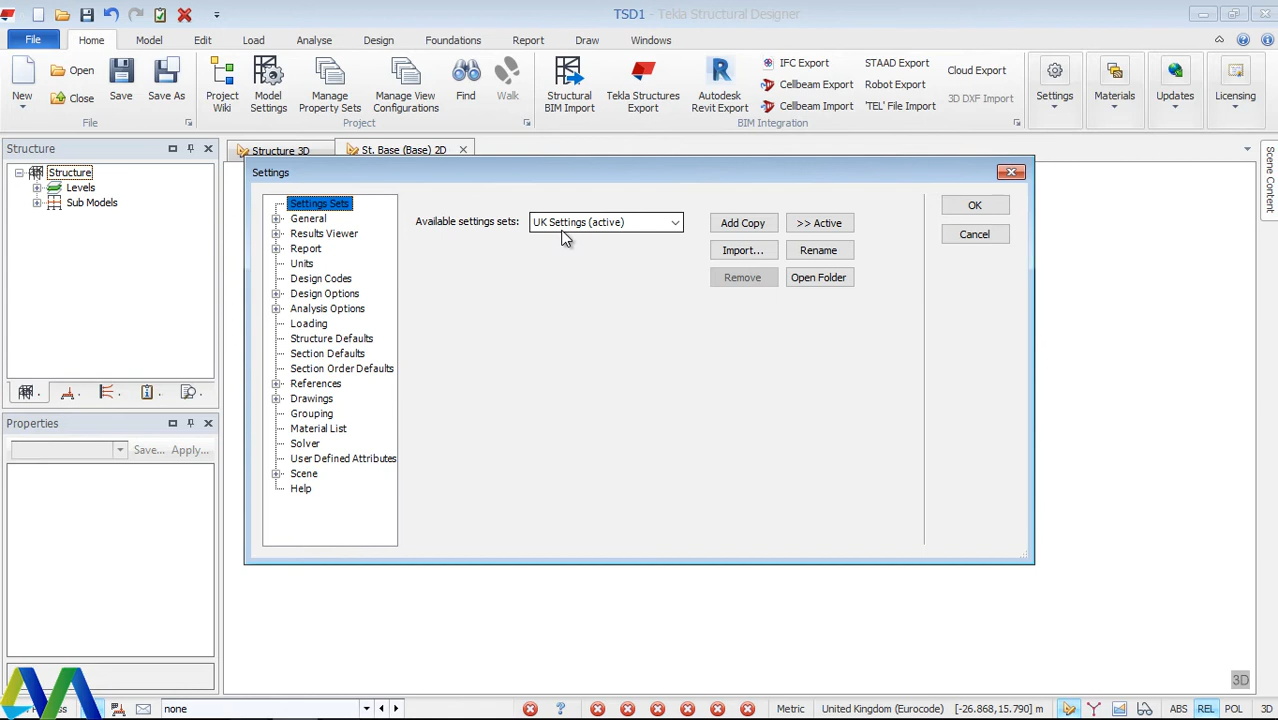 TSD1 - Tekla Structural Designer
File Home Model Edit Load Analyse Design Foundations Report Draw Windows
New Open Close Save Save As
Project Wiki Model Settings Manage Property Sets Manage View Configurations Find Walk
Structural BIM Import Tekla Structures Export Autodesk Revit Export
IFC Export STAAD Export Cloud Export
Cellbeam Export Robot Export
Cellbeam Import 'TEL' File Import 3D DXF Import
Settings Materials Updates Licensing
File Project BIM Integration
Structure
Structure 3D St. Base (Base) 2D
Scene Content
Structure
Levels
Sub Models
Settings
Settings Sets
General
Results Viewer
Report
Units
Design Codes
Design Options
Analysis Options
Loading
Structure Defaults
Section Defaults
Section Order Defaults
References
Drawings
Grouping
Material List
Solver
User Defined Attributes
Scene
Help
Available settings sets: UK Settings (active)
Add Copy >> Active
Import... Rename
Remove Open Folder
OK
Cancel
Properties
Save... Apply...
3D
none Metric United Kingdom (Eurocode) [-26.868,15.790] m ABS REL POL 3D